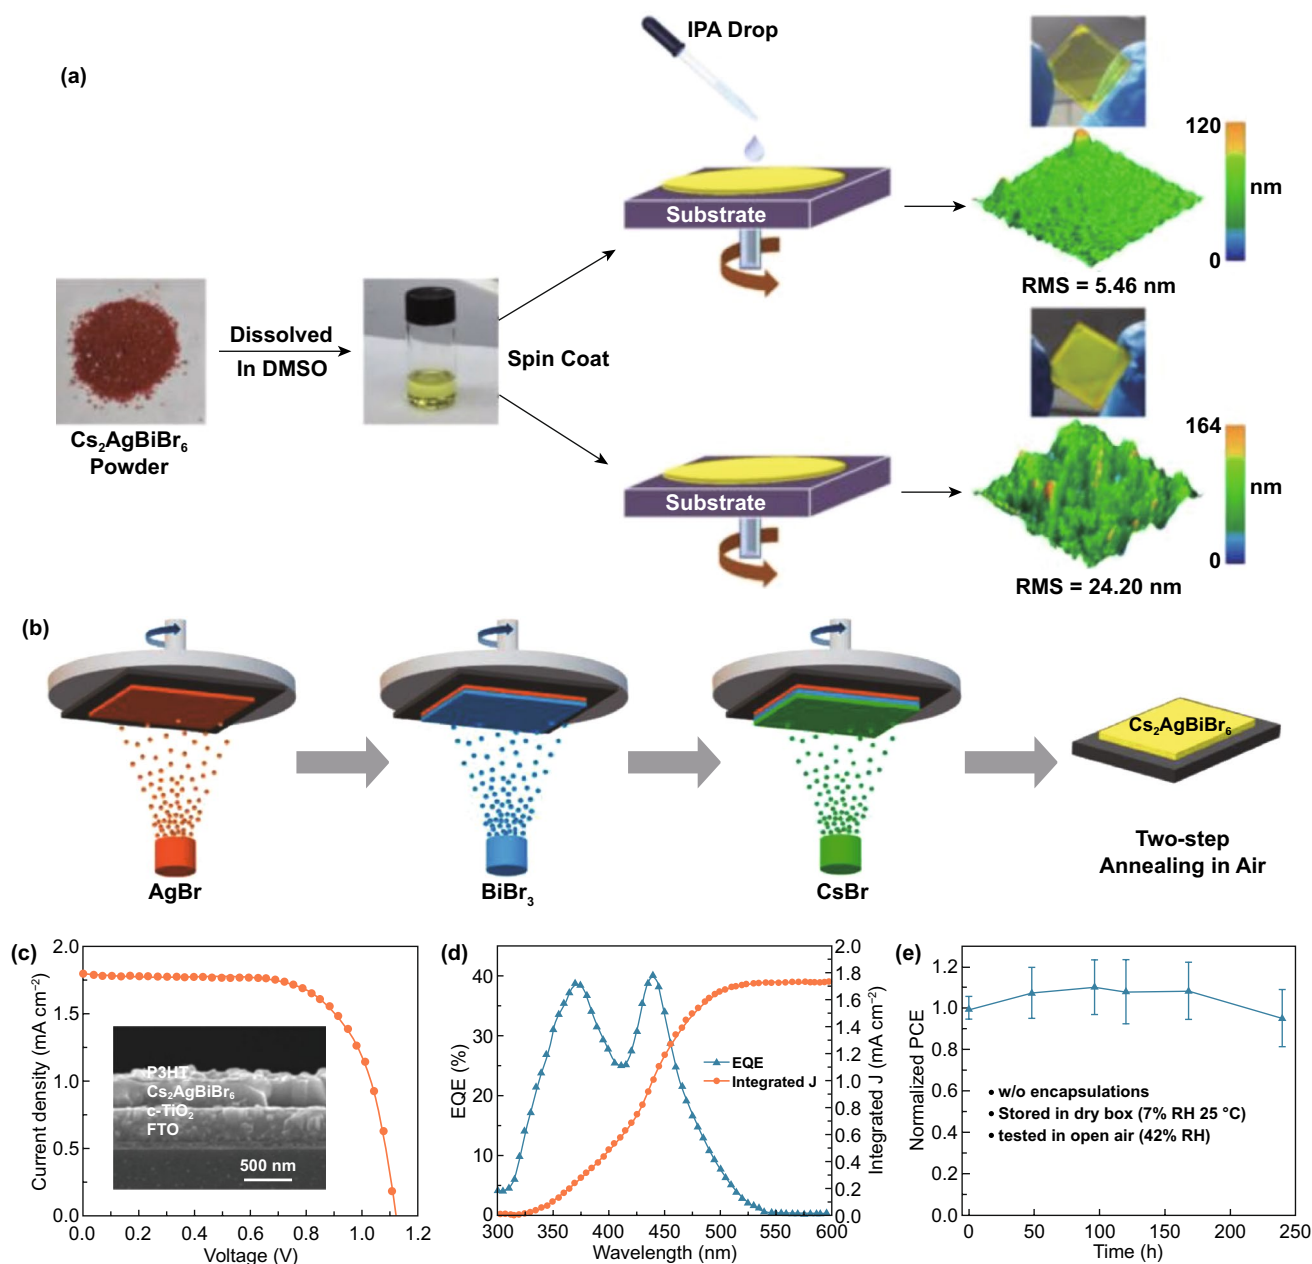 (a)
IPA Drop
Substrate
120
nm
0
RMS = 5.46 nm
Cs₂AgBiBr₆
Powder
Dissolved
In DMSO
Spin Coat
Substrate
164
nm
0
RMS = 24.20 nm
(b)
AgBr
BiBr₃
CsBr
Cs₂AgBiBr₆
Two-step
Annealing in Air
(c)
Current density (mA cm⁻²)
2.0
1.5
1.0
0.5
0.0
P3HT
Cs₂AgBiBr₆
c-TiO₂
FTO
500 nm
0.0 0.2 0.4 0.6 0.8 1.0 1.2
Voltage (V)
(d)
EQE (%)
40
30
20
10
0
EQE
Integrated J
2.0
1.8
1.6
1.4
1.2
1.0
0.8
0.6
0.4
0.2
0.0
Integrated J (mA cm⁻²)
300 350 400 450 500 550 600
Wavelength (nm)
(e)
Normalized PCE
1.2
1.0
0.8
0.6
0.4
0.2
0.0
• w/o encapsulations
• Stored in dry box (7% RH 25 °C)
• tested in open air (42% RH)
0 50 100 150 200 250
Time (h)